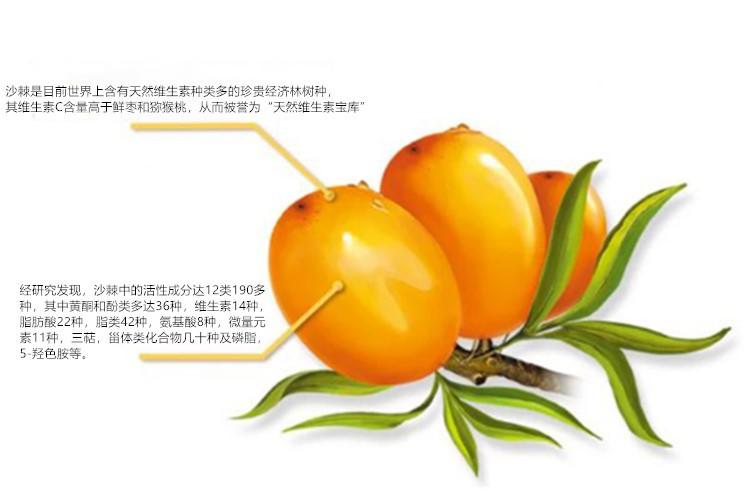 沙棘是目前世界上含有天然维生素种类多的珍贵经济林树种，
其维生素C含量高于鲜枣和猕猴桃，从而被誉为“天然维生素宝库”
经研究发现，沙棘中的活性成分达12类190多
种，其中黄酮和酚类多达36种，维生素14种，
脂肪酸22种，脂类42种，氨基酸8种，微量元
素11种，三萜，甾体类化合物几十种及磷脂，
5-羟色胺等。